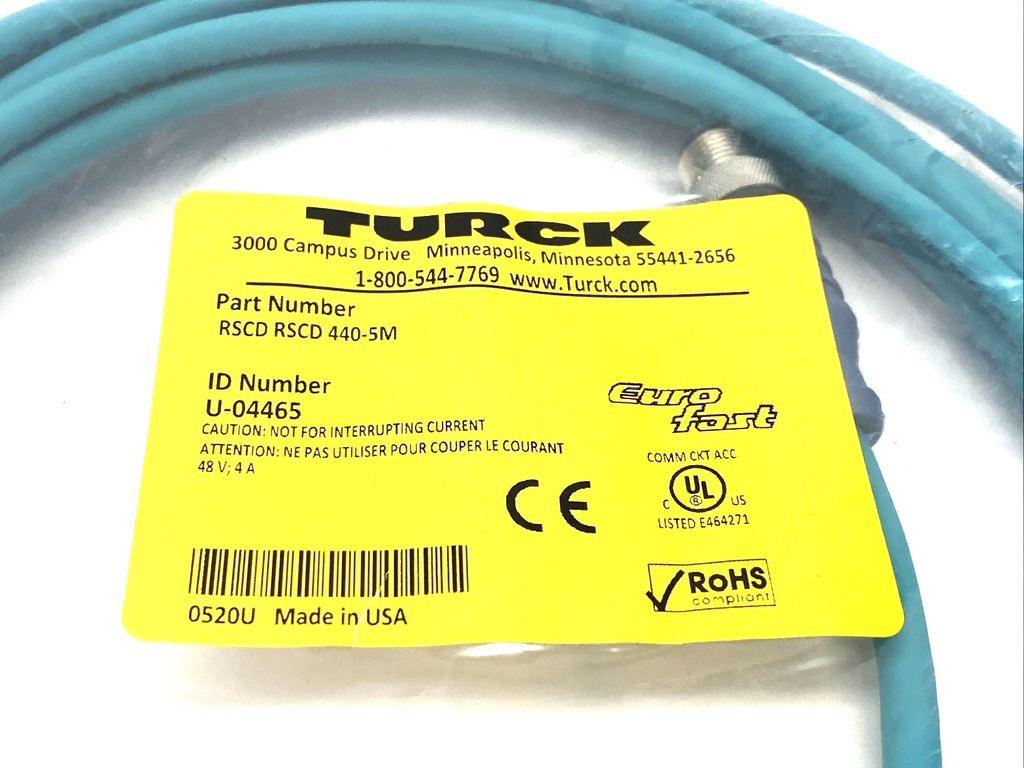 TURCK
3000 Campus Drive Minneapolis, Minnesota 55441-2656
1-800-544-7769 www.Turck.com
Part Number
RSCD RSCD 440-5M
ID Number
U-04465
CAUTION: NOT FOR INTERRUPTING CURRENT
ATTENTION: NE PAS UTILISER POUR COUPER LE COURANT
48 V; 4 A
Euro
fast
COMM CKT ACC
C UL ® US
LISTED E464271
CE
RoHS
compliant
0520U Made in USA